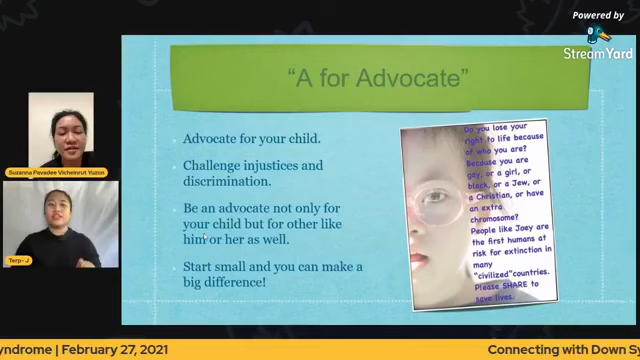 Powered by
StreamYard
"A for Advocate"
Advocate for your child.
Challenge injustices and
discrimination.
Be an advocate not only for
your child but for other like
him or her as well.
Start small and you can make a
big difference!
Do you lose your
right to life because
of who you are?
Because you are
gay, or a girl, or
black, or a Jew, or
a Christian, or have
an extra
chromosome?
People like Joey are
the first humans at
risk for extinction in
many
"civilized"countries.
Please SHARE to
save lives.
Suzanna Pavadee Vicheinrut Yuzon
Terp- J
yndrome | February 27, 2021
Connecting with Down Sy